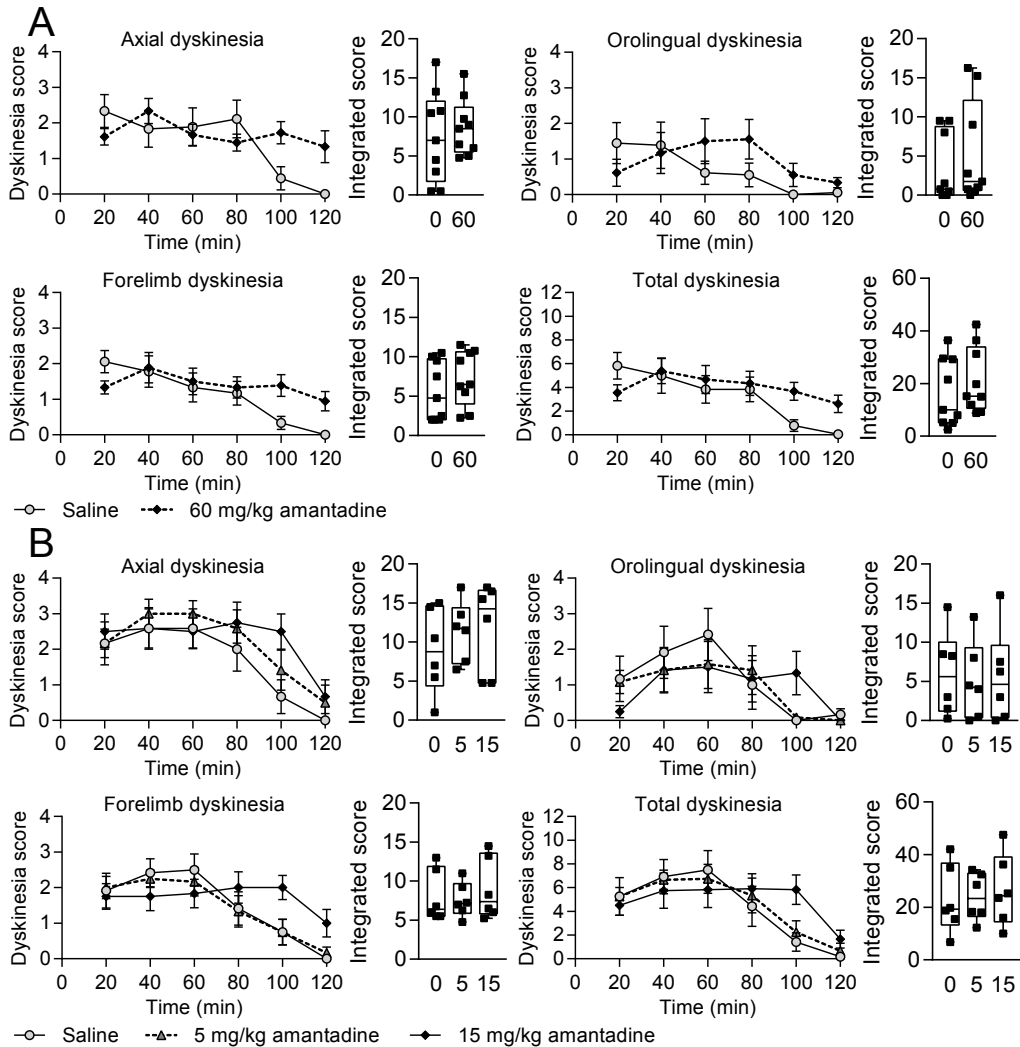 A
Axial dyskinesia
Dyskinesia score
4
3
2
1
0
0 20 40 60 80 100 120
Time (min)
Integrated score
20
15
10
5
0
0 60
Orolingual dyskinesia
Dyskinesia score
4
3
2
1
0
0 20 40 60 80 100 120
Time (min)
Integrated score
20
15
10
5
0
0 60
Forelimb dyskinesia
Dyskinesia score
4
3
2
1
0
0 20 40 60 80 100 120
Time (min)
Integrated score
20
15
10
5
0
0 60
Total dyskinesia
Dyskinesia score
12
10
8
6
4
2
0
0 20 40 60 80 100 120
Time (min)
Integrated score
60
40
20
0
0 60
Saline 60 mg/kg amantadine
B
Axial dyskinesia
Dyskinesia score
4
3
2
1
0
0 20 40 60 80 100 120
Time (min)
Integrated score
20
15
10
5
0
0 5 15
Orolingual dyskinesia
Dyskinesia score
4
3
2
1
0
0 20 40 60 80 100 120
Time (min)
Integrated score
20
15
10
5
0
0 5 15
Forelimb dyskinesia
Dyskinesia score
4
3
2
1
0
0 20 40 60 80 100 120
Time (min)
Integrated score
20
15
10
5
0
0 5 15
Total dyskinesia
Dyskinesia score
12
10
8
6
4
2
0
0 20 40 60 80 100 120
Time (min)
Integrated score
60
40
20
0
0 5 15
Saline 5 mg/kg amantadine 15 mg/kg amantadine